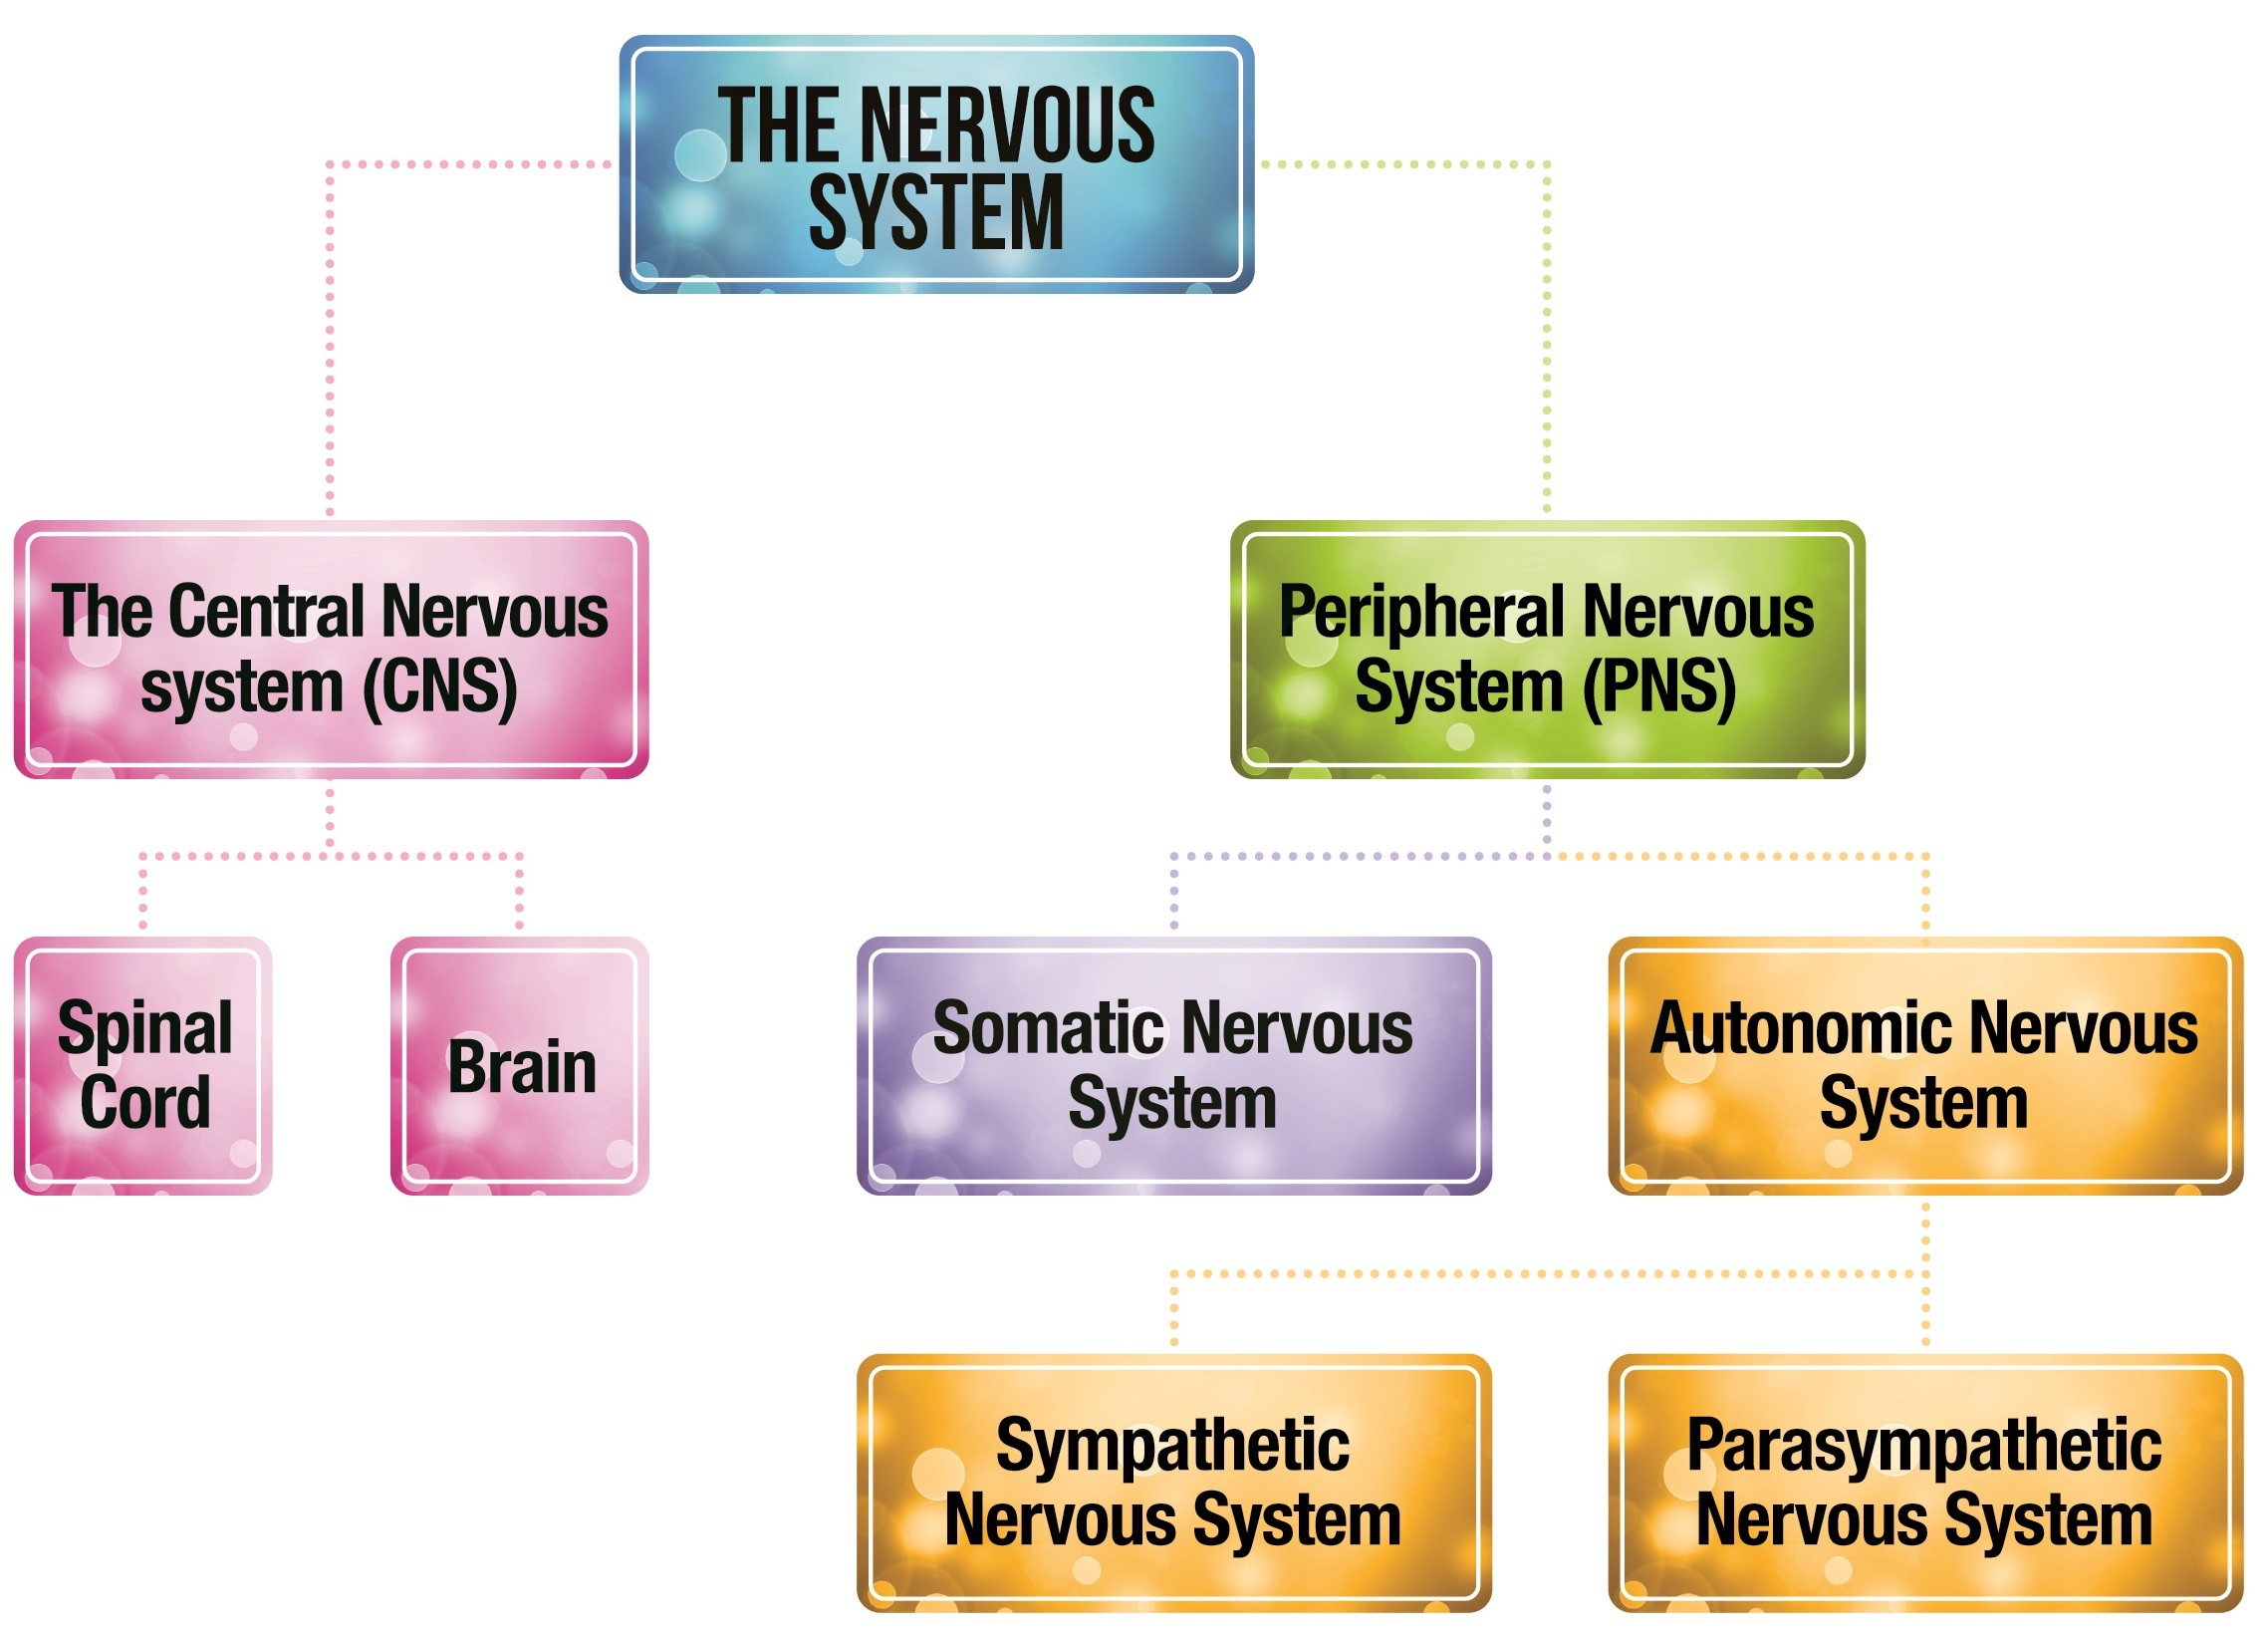 THE NERVOUS
SYSTEM
The Central Nervous
system (CNS)
Peripheral Nervous
System (PNS)
Spinal
Cord
Brain
Somatic Nervous
System
Autonomic Nervous
System
Sympathetic
Nervous System
Parasympathetic
Nervous System